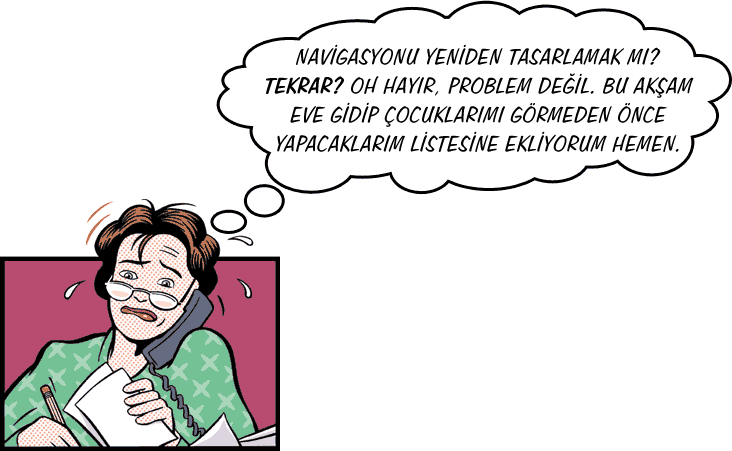 NAVİGASYONU YENİDEN TASARLAMAK MI?
TEKRAR? OH HAYIR, PROBLEM DEĞİL. BU AKŞAM
EVE GİDİP ÇOCUKLARIMI GÖRMEDEN ÖNCE
YAPACAKLARIM LİSTESİNE EKLİYORUM HEMEN.